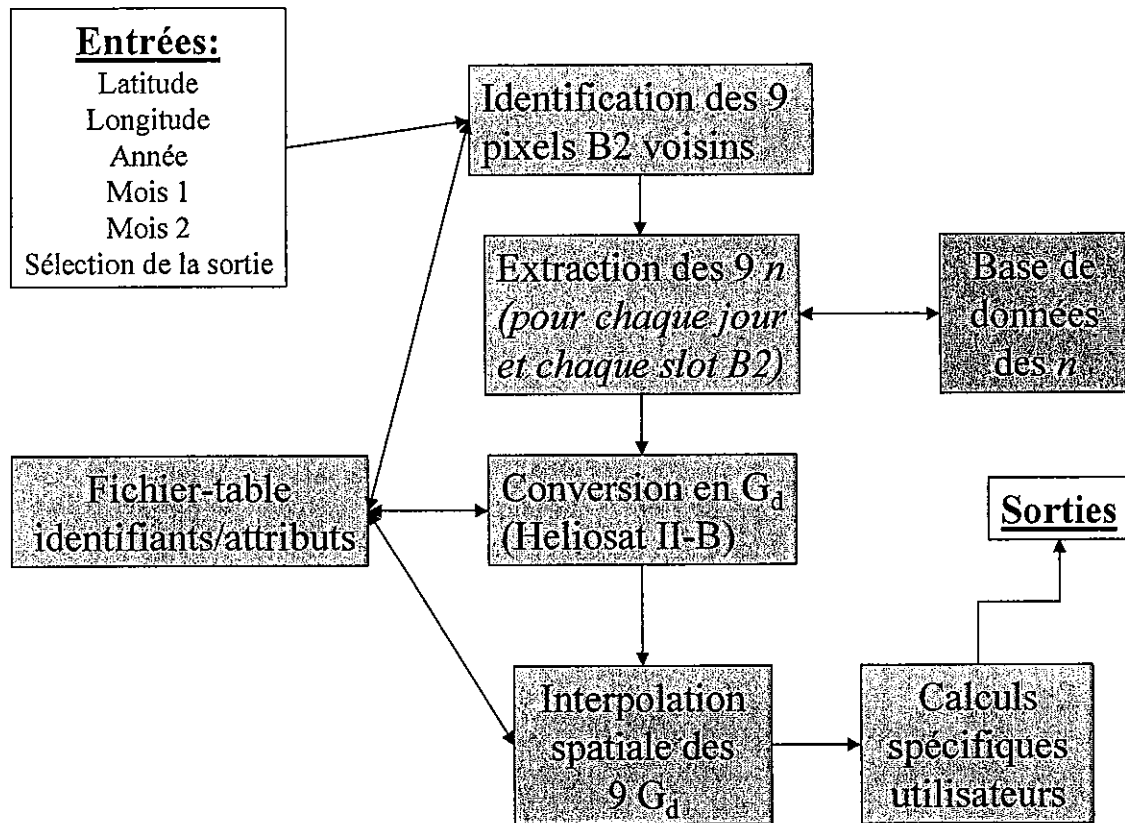 Entrées:
Latitude
Longitude
Année
Mois 1
Mois 2
Sélection de la sortie
Identification des 9
pixels B2 voisins
Extraction des 9 n
(pour chaque jour
et chaque slot B2)
Base de
données
des n
Fichier-table
identifiants/attributs
Conversion en Gd
(Heliosat II-B)
Sorties
Interpolation
spatiale des
9 Gd
Calculs
spécifiques
utilisateurs